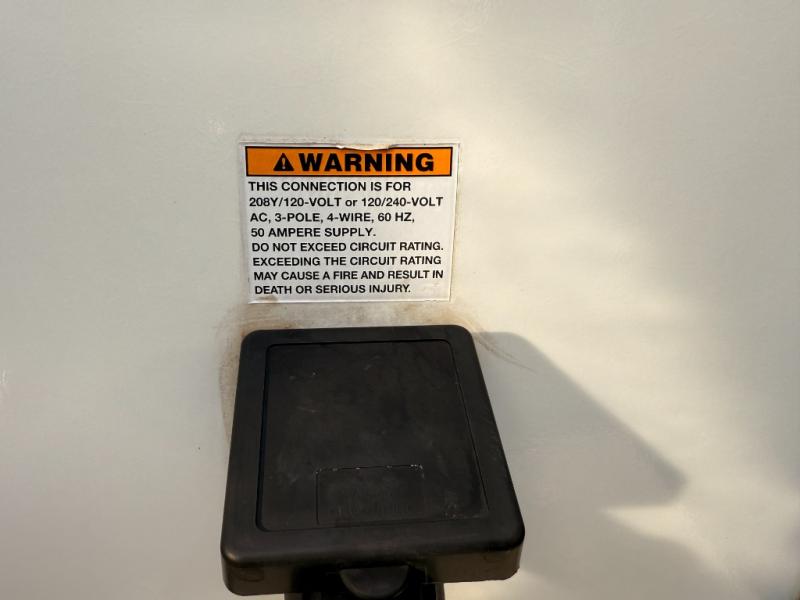 WARNING
THIS CONNECTION IS FOR
208Y/120-VOLT or 120/240-VOLT
AC, 3-POLE, 4-WIRE, 60 HZ,
50 AMPERE SUPPLY.
DO NOT EXCEED CIRCUIT RATING.
EXCEEDING THE CIRCUIT RATING
MAY CAUSE A FIRE AND RESULT IN
DEATH OR SERIOUS INJURY.